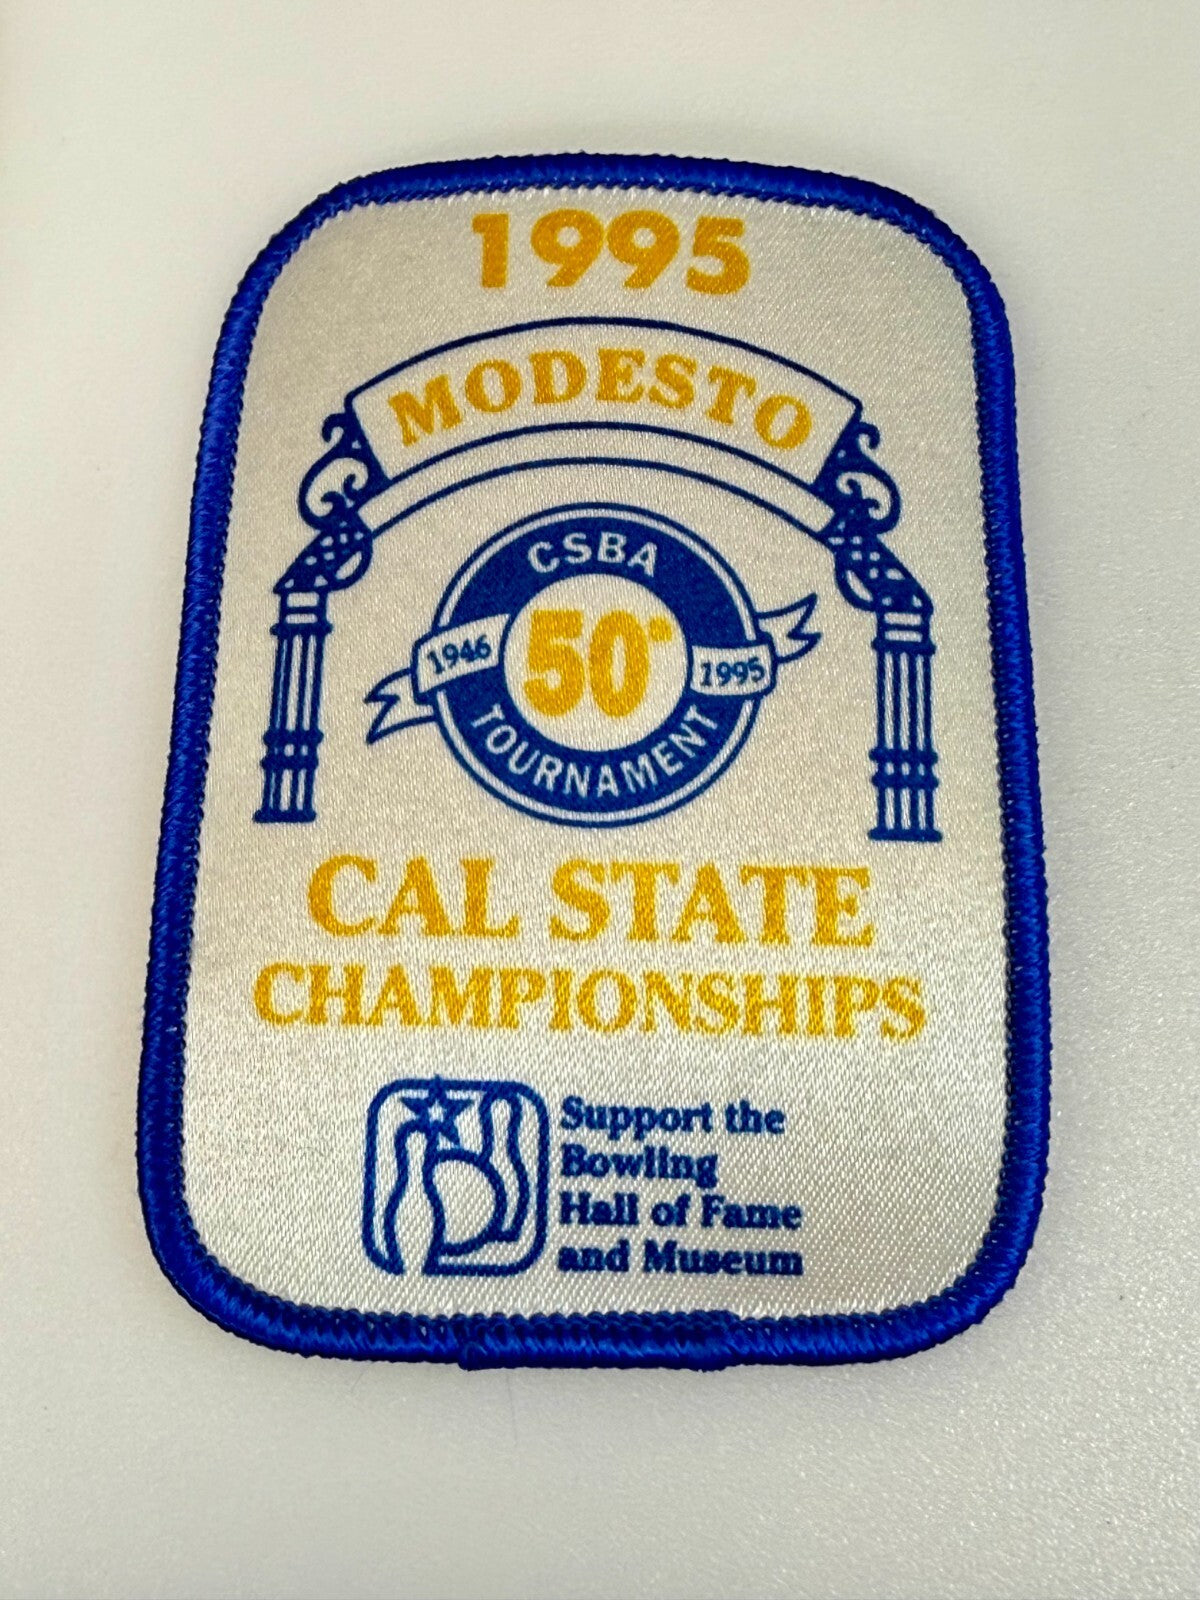 1995
MODESTO
CSBA
1946
50th
1995
TOURNAMENT
CAL STATE
CHAMPIONSHIPS
Support the
Bowling
Hall of Fame
and Museum